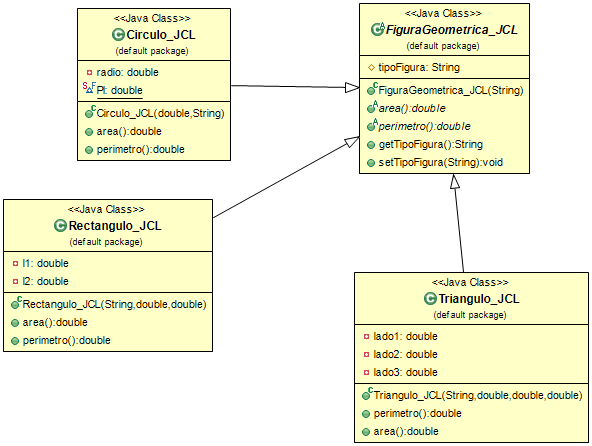 <<Java Class>>
Circulo_JCL
(default package)
radio: double
PI: double
Circulo_JCL(double,String)
area():double
perimetro():double
<<Java Class>>
FiguraGeometrica_JCL
(default package)
tipoFigura: String
FiguraGeometrica_JCL(String)
area():double
perimetro():double
getTipoFigura():String
setTipoFigura(String):void
<<Java Class>>
Rectangulo_JCL
(default package)
l1: double
l2: double
Rectangulo_JCL(String,double,double)
area():double
perimetro():double
<<Java Class>>
Triangulo_JCL
(default package)
lado1: double
lado2: double
lado3: double
Triangulo_JCL(String,double,double,double)
perimetro():double
area():double